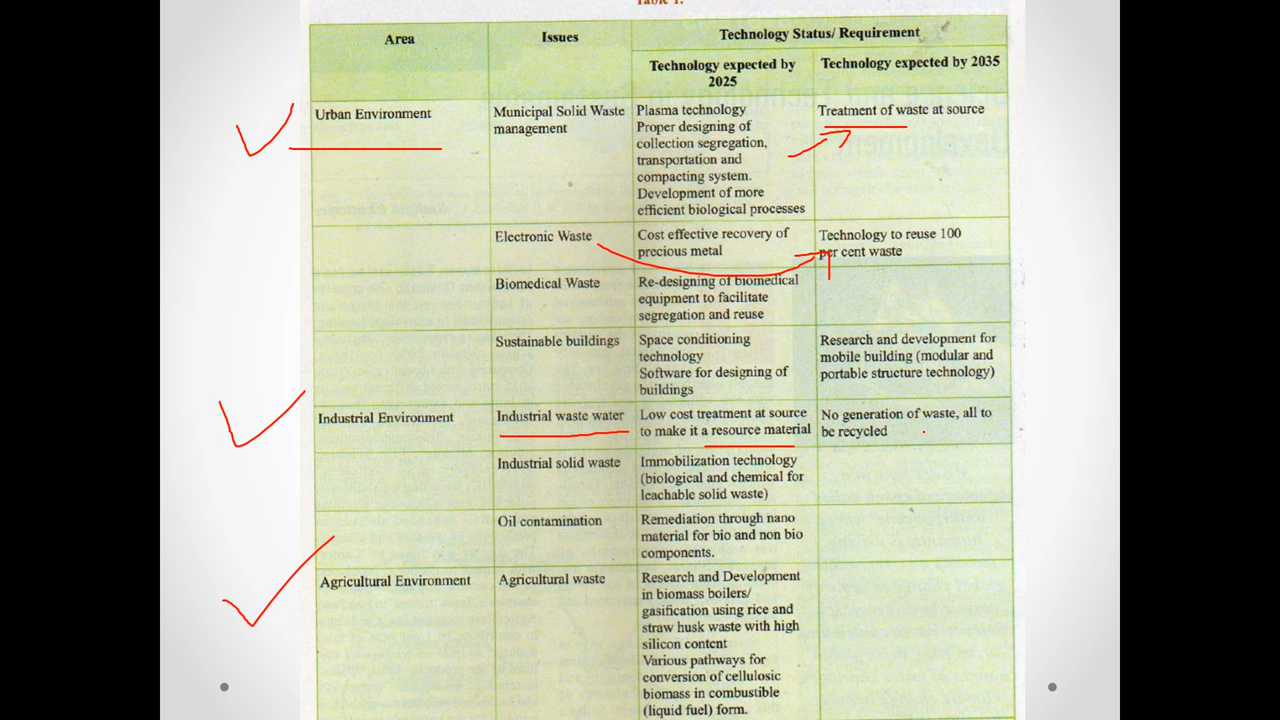 Table 1.
Area
Issues
Technology Status/ Requirement
Technology expected by
2025
Technology expected by 2035
Urban Environment
Municipal Solid Waste
management
Plasma technology
Proper designing of
collection segregation,
transportation and
compacting system.
Development of more
efficient biological processes
Treatment of waste at source
Electronic Waste
Cost effective recovery of
precious metal
Technology to reuse 100
per cent waste
Biomedical Waste
Re-designing of biomedical
equipment to facilitate
segregation and reuse
Sustainable buildings
Space conditioning
technology
Software for designing of
buildings
Research and development for
mobile building (modular and
portable structure technology)
Industrial Environment
Industrial waste water
Low cost treatment at source
to make it a resource material
No generation of waste, all to
be recycled
Industrial solid waste
Immobilization technology
(biological and chemical for
leachable solid waste)
Oil contamination
Remediation through nano
material for bio and non bio
components.
Agricultural Environment
Agricultural waste
Research and Development
in biomass boilers/
gasification using rice and
straw husk waste with high
silicon content
Various pathways for
conversion of cellulosic
biomass in combustible
(liquid fuel) form.